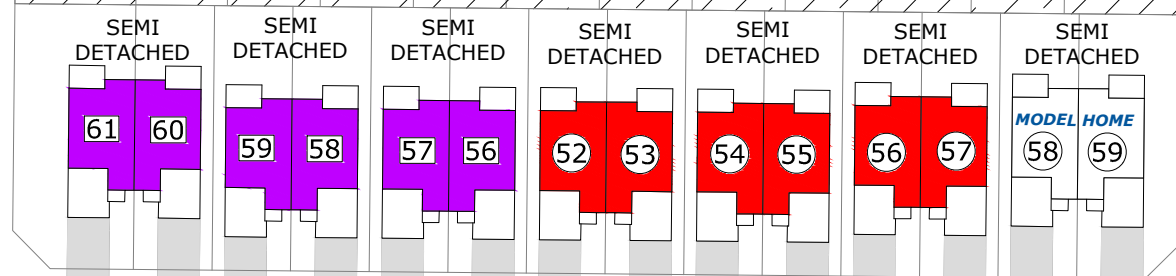 SEMI
DETACHED
61 60
SEMI
DETACHED
59 58
SEMI
DETACHED
57 56
SEMI
DETACHED
52 53
SEMI
DETACHED
54 55
SEMI
DETACHED
56 57
SEMI
DETACHED
MODEL HOME
58 59